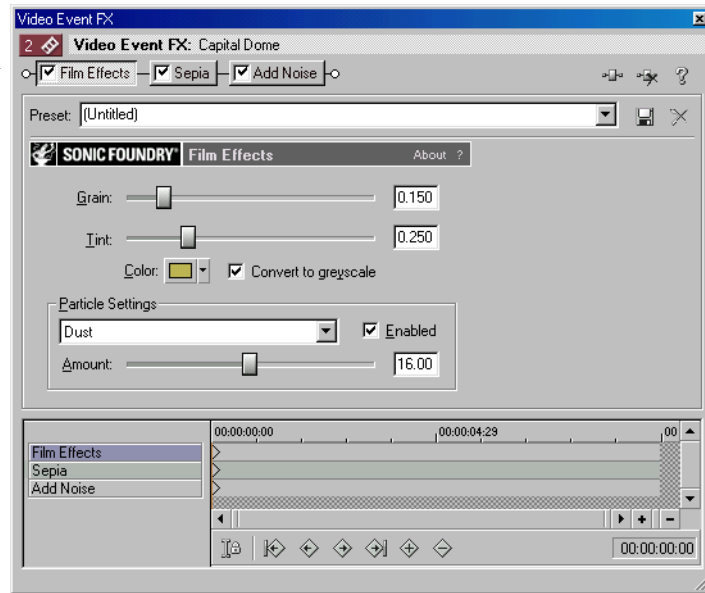 Video Event FX
2 Video Event FX: Capital Dome
Film Effects Sepia Add Noise
Preset: (Untitled)
SONIC FOUNDRY® Film Effects About ?
Grain: 0.150
Tint: 0.250
Color: Convert to greyscale
Particle Settings
Dust Enabled
Amount: 16.00
00:00:00;00 00:00:04;29 00
Film Effects
Sepia
Add Noise
00:00:00:00